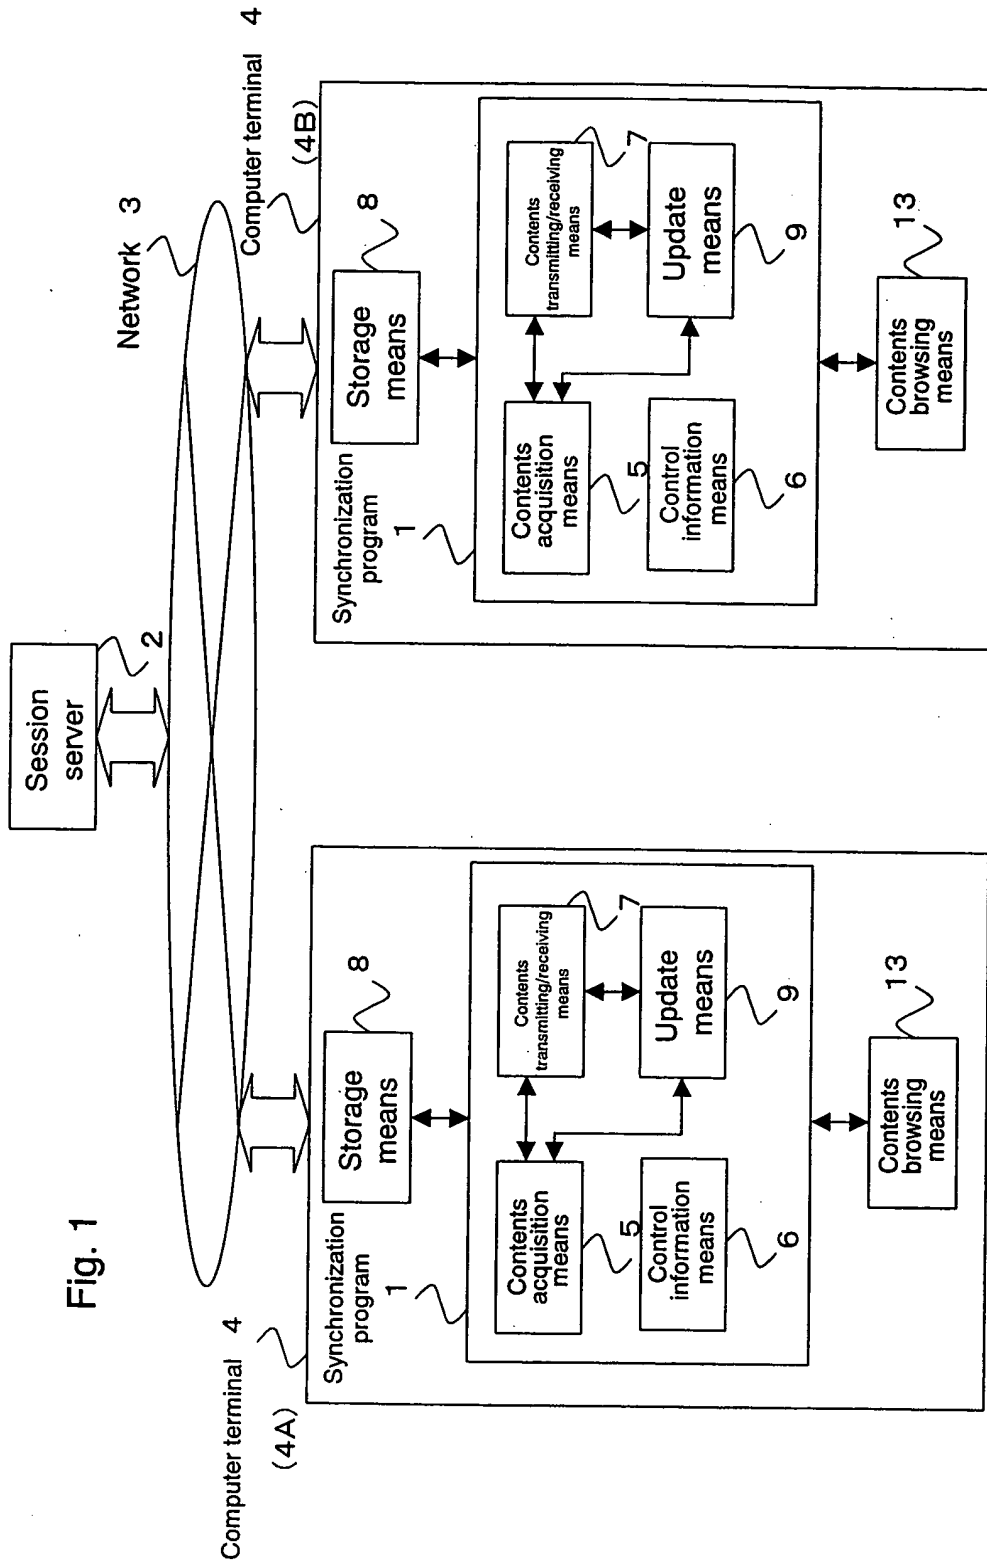 Fig. 1
Session
server
2
Network 3
Computer terminal 4
(4A)
Synchronization
program
1
Storage
means
8
Contents
acquisition
means
5
Contents
transmitting/receiving
means
7
Control
information
means
6
Update
means
9
Contents
browsing
means
13
Computer terminal 4
(4B)
Synchronization
program
1
Storage
means
8
Contents
acquisition
means
5
Contents
transmitting/receiving
means
7
Control
information
means
6
Update
means
9
Contents
browsing
means
13